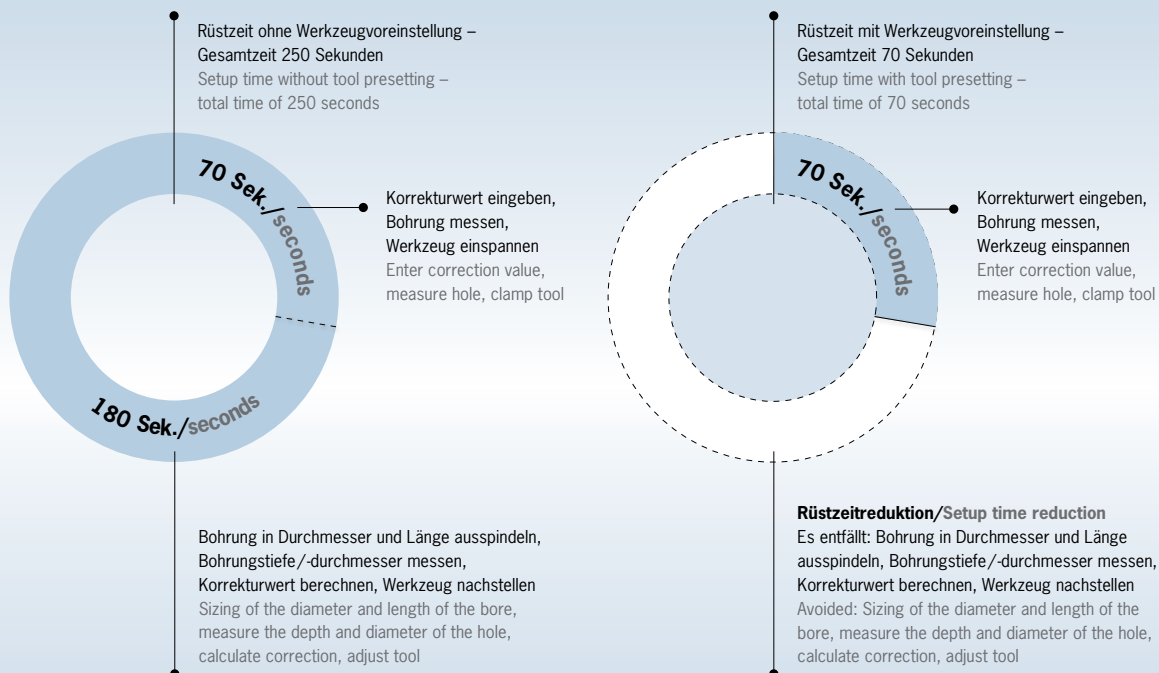 Rüstzeit ohne Werkzeugvoreinstellung –
Gesamtzeit 250 Sekunden
Setup time without tool presetting –
total time of 250 seconds
70 Sek./seconds
Korrekturwert eingeben,
Bohrung messen,
Werkzeug einspannen
Enter correction value,
measure hole, clamp tool
180 Sek./seconds
Bohrung in Durchmesser und Länge ausspindeln,
Bohrungstiefe/-durchmesser messen,
Korrekturwert berechnen, Werkzeug nachstellen
Sizing of the diameter and length of the bore,
measure the depth and diameter of the hole,
calculate correction, adjust tool
Rüstzeit mit Werkzeugvoreinstellung –
Gesamtzeit 70 Sekunden
Setup time with tool presetting –
total time of 70 seconds
70 Sek./seconds
Korrekturwert eingeben,
Bohrung messen,
Werkzeug einspannen
Enter correction value,
measure hole, clamp tool
Rüstzeitreduktion/Setup time reduction
Es entfällt: Bohrung in Durchmesser und Länge
ausspindeln, Bohrungstiefe/-durchmesser messen,
Korrekturwert berechnen, Werkzeug nachstellen
Avoided: Sizing of the diameter and length of the
bore, measure the depth and diameter of the hole,
calculate correction, adjust tool